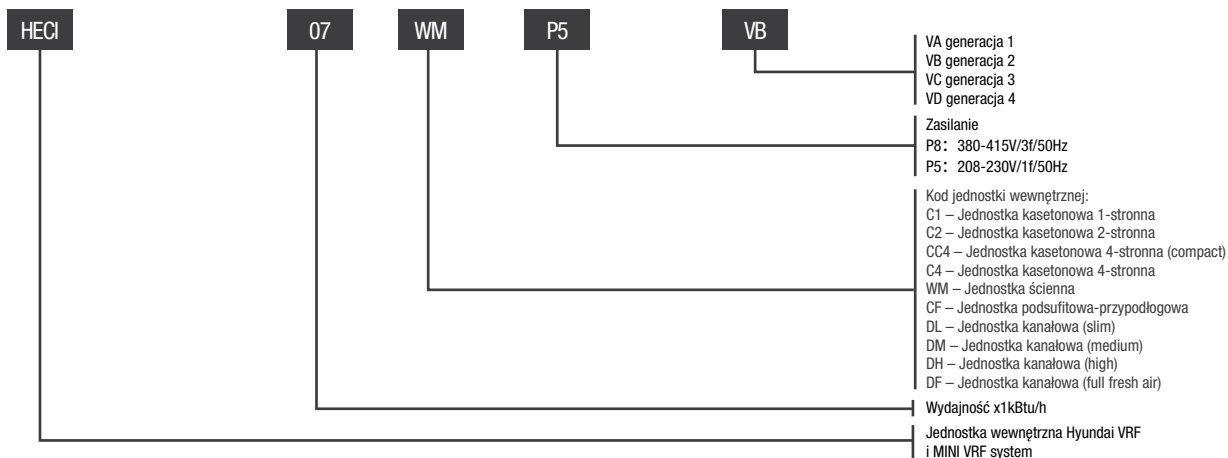 HECI 07 WM P5 VB
VA generacja 1
VB generacja 2
VC generacja 3
VD generacja 4
Zasilanie
P8： 380-415V/3f/50Hz
P5： 208-230V/1f/50Hz
Kod jednostki wewnętrznej:
C1 – Jednostka kasetonowa 1-stronna
C2 – Jednostka kasetonowa 2-stronna
CC4 – Jednostka kasetonowa 4-stronna (compact)
C4 – Jednostka kasetonowa 4-stronna
WM – Jednostka ścienna
CF – Jednostka podsufitowa-przypodłogowa
DL – Jednostka kanałowa (slim)
DM – Jednostka kanałowa (medium)
DH – Jednostka kanałowa (high)
DF – Jednostka kanałowa (full fresh air)
Wydajność x1kBtu/h
Jednostka wewnętrzna Hyundai VRF
i MINI VRF system